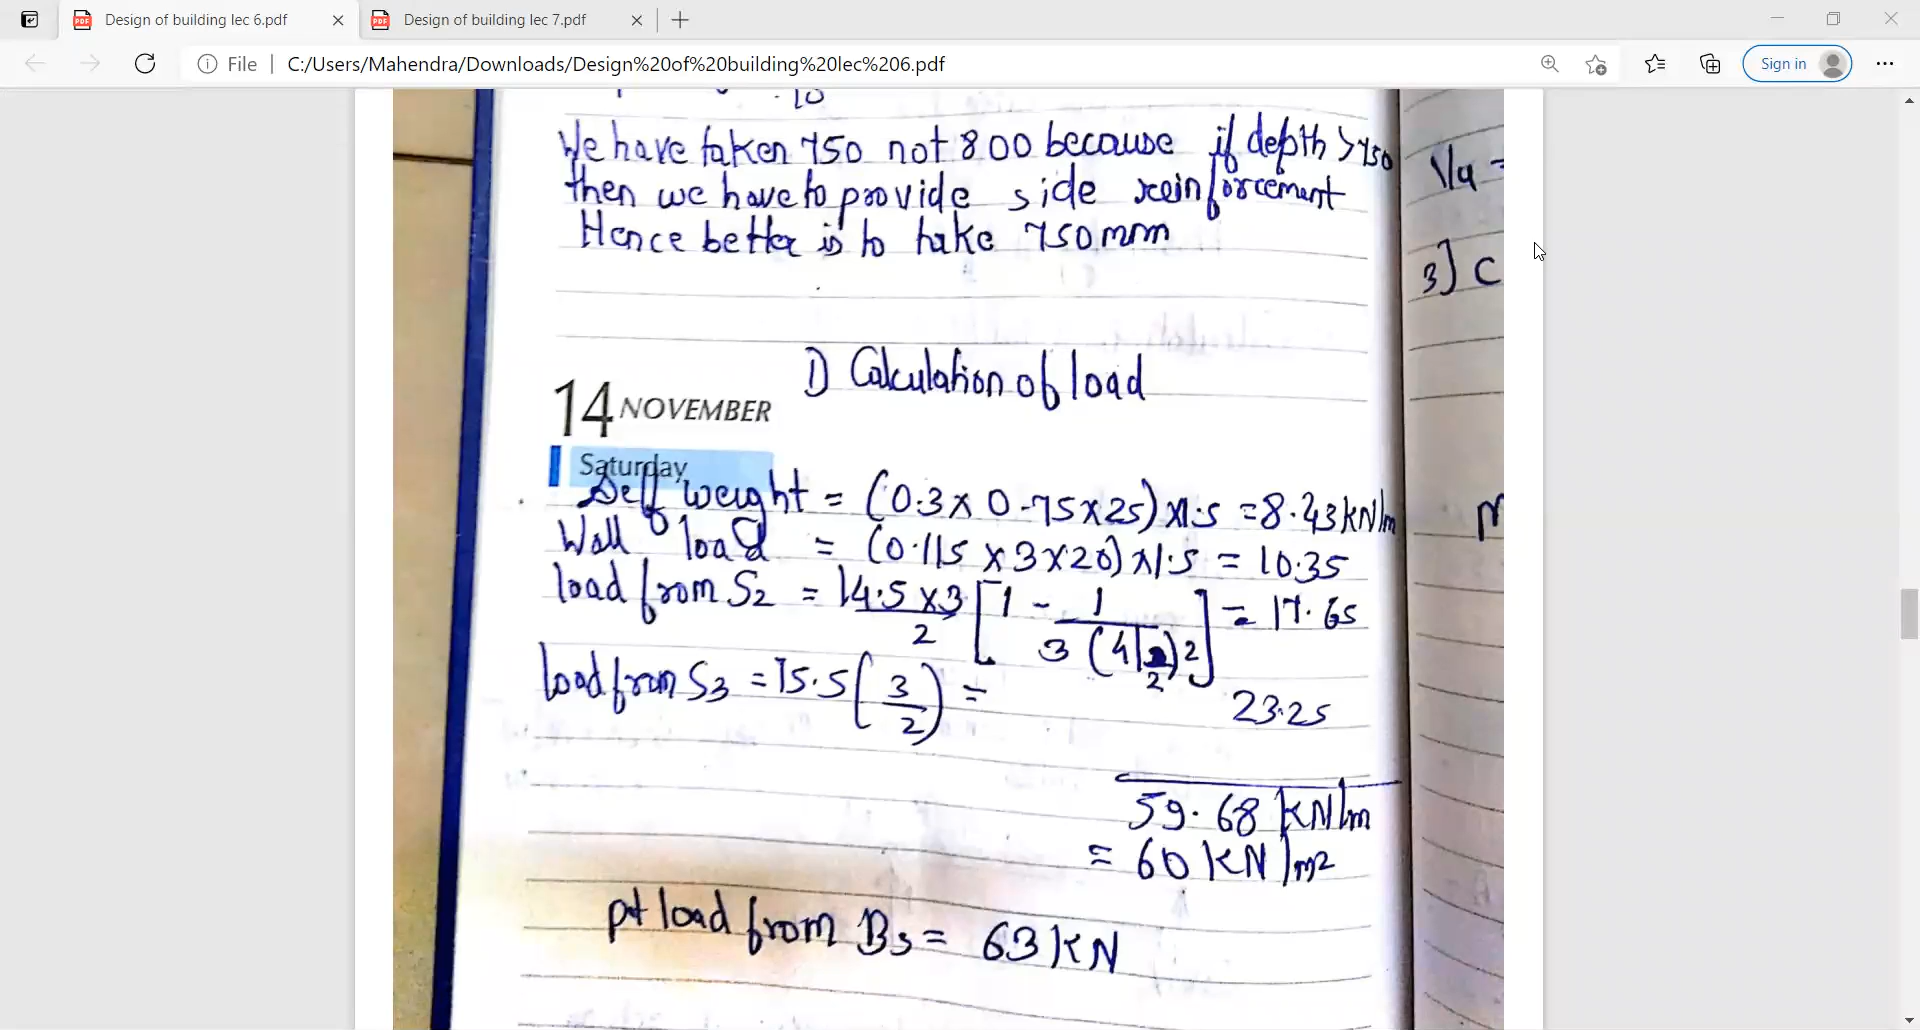 Design of building lec 6.pdf
Design of building lec 7.pdf
File
C:/Users/Mahendra/Downloads/Design%20of%20building%20lec%206.pdf
Sign in
10
We have taken 750 not 800 because if depth > 750
then we have to provide side reinforcement
Hence better is to take 750mm
1/4 =
3] C
1) Calculation of load
14 NOVEMBER
Saturday
Self weight = (0.3 x 0.75 x 25) x 1.5 = 8.43 kN/m
Wall load = (0.115 x 3 x 20) x 1.5 = 10.35
load from S2 = 14.5 x 3 / 2 [1 - 1 / 3 (4/2)2] = 17.65
load from S3 = 15.5 (3/2) = 23.25
59.68 kN/m
= 60 KN/m2
pt load from B3 = 63 KN